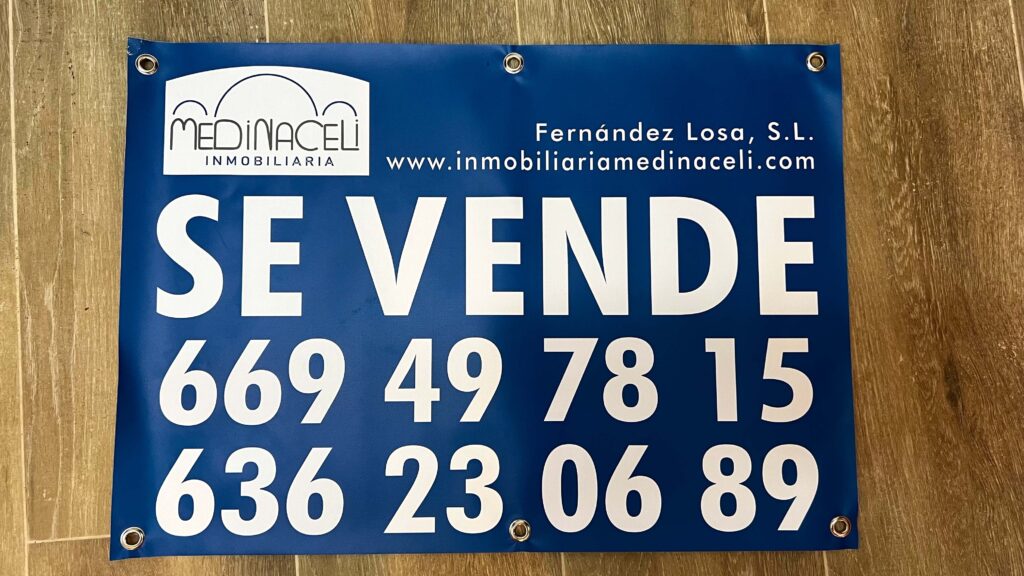 MEDINACELI
INMOBILIARIA
Fernández Losa, S.L.
www.inmobiliariamedinaceli.com
SE VENDE
669 49 78 15
636 23 06 89